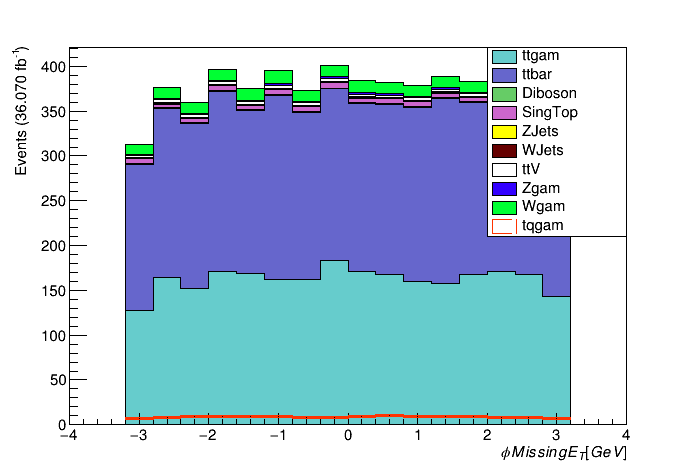 Events (36.070 fb⁻¹)
400
350
300
250
200
150
100
50
0
−4 −3 −2 −1 0 1 2 3 4
ϕMissingE_T[GeV]
ttgam
ttbar
Diboson
SingTop
ZJets
WJets
ttV
Zgam
Wgam
tqgam